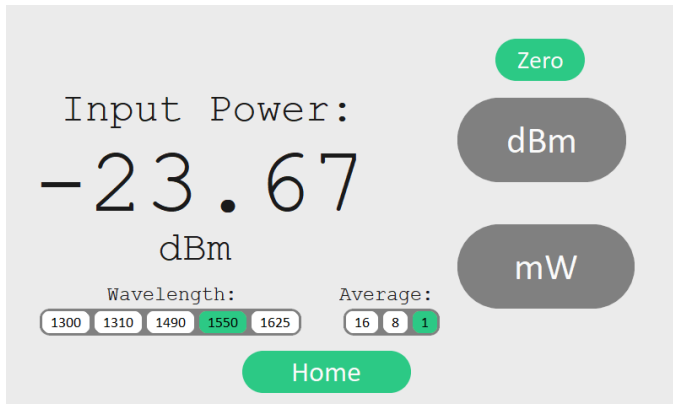 Zero
Input Power:
dBm
-23.67
dBm
mW
Wavelength: Average:
1300 1310 1490 1550 1625 16 8 1
Home